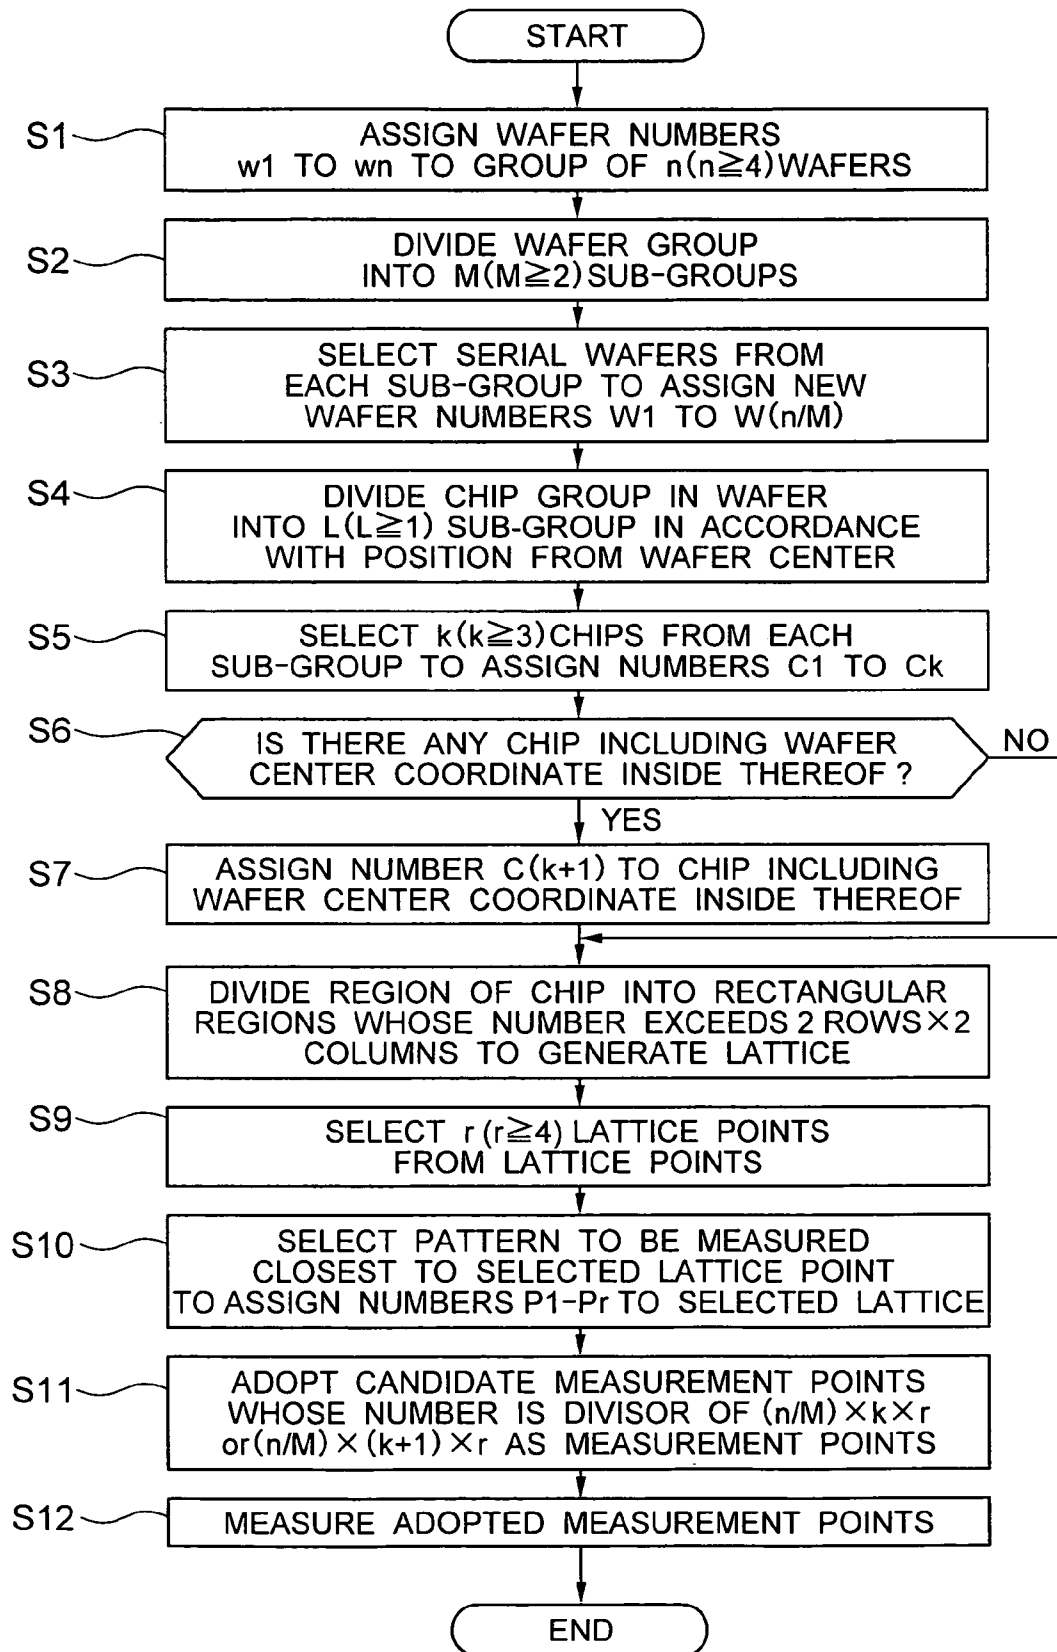 START
S1
ASSIGN WAFER NUMBERS
w1 TO wn TO GROUP OF n(n≧4)WAFERS
S2
DIVIDE WAFER GROUP
INTO M(M≧2)SUB-GROUPS
S3
SELECT SERIAL WAFERS FROM
EACH SUB-GROUP TO ASSIGN NEW
WAFER NUMBERS W1 TO W(n/M)
S4
DIVIDE CHIP GROUP IN WAFER
INTO L(L≧1) SUB-GROUP IN ACCORDANCE
WITH POSITION FROM WAFER CENTER
S5
SELECT k(k≧3)CHIPS FROM EACH
SUB-GROUP TO ASSIGN NUMBERS C1 TO Ck
S6
IS THERE ANY CHIP INCLUDING WAFER
CENTER COORDINATE INSIDE THEREOF ?
NO
YES
S7
ASSIGN NUMBER C(k+1) TO CHIP INCLUDING
WAFER CENTER COORDINATE INSIDE THEREOF
S8
DIVIDE REGION OF CHIP INTO RECTANGULAR
REGIONS WHOSE NUMBER EXCEEDS 2 ROWS×2
COLUMNS TO GENERATE LATTICE
S9
SELECT r(r≧4) LATTICE POINTS
FROM LATTICE POINTS
S10
SELECT PATTERN TO BE MEASURED
CLOSEST TO SELECTED LATTICE POINT
TO ASSIGN NUMBERS P1-Pr TO SELECTED LATTICE
S11
ADOPT CANDIDATE MEASUREMENT POINTS
WHOSE NUMBER IS DIVISOR OF (n/M)×k×r
or(n/M)×(k+1)×r AS MEASUREMENT POINTS
S12
MEASURE ADOPTED MEASUREMENT POINTS
END